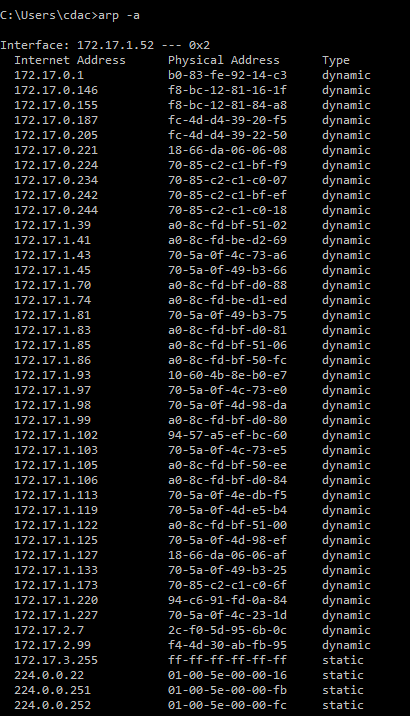 C:\Users\cdac>arp -a
Interface: 172.17.1.52 --- 0x2
Internet Address Physical Address Type
172.17.0.1 b0-83-fe-92-14-c3 dynamic
172.17.0.146 f8-bc-12-81-16-1f dynamic
172.17.0.155 f8-bc-12-81-84-a8 dynamic
172.17.0.187 fc-4d-d4-39-20-f5 dynamic
172.17.0.205 fc-4d-d4-39-22-50 dynamic
172.17.0.221 18-66-da-06-06-08 dynamic
172.17.0.224 70-85-c2-c1-bf-f9 dynamic
172.17.0.234 70-85-c2-c1-c0-07 dynamic
172.17.0.242 70-85-c2-c1-bf-ef dynamic
172.17.0.244 70-85-c2-c1-c0-18 dynamic
172.17.1.39 a0-8c-fd-bf-51-02 dynamic
172.17.1.41 a0-8c-fd-be-d2-69 dynamic
172.17.1.43 70-5a-0f-4c-73-a6 dynamic
172.17.1.45 70-5a-0f-49-b3-66 dynamic
172.17.1.70 a0-8c-fd-bf-d0-88 dynamic
172.17.1.74 a0-8c-fd-be-d1-ed dynamic
172.17.1.81 70-5a-0f-49-b3-75 dynamic
172.17.1.83 a0-8c-fd-bf-d0-81 dynamic
172.17.1.85 a0-8c-fd-bf-51-06 dynamic
172.17.1.86 a0-8c-fd-bf-50-fc dynamic
172.17.1.93 10-60-4b-8e-b0-e7 dynamic
172.17.1.97 70-5a-0f-4c-73-e0 dynamic
172.17.1.98 70-5a-0f-4d-98-da dynamic
172.17.1.99 a0-8c-fd-bf-d0-80 dynamic
172.17.1.102 94-57-a5-ef-bc-60 dynamic
172.17.1.103 70-5a-0f-4c-73-e5 dynamic
172.17.1.105 a0-8c-fd-bf-50-ee dynamic
172.17.1.106 a0-8c-fd-bf-d0-84 dynamic
172.17.1.113 70-5a-0f-4e-db-f5 dynamic
172.17.1.119 70-5a-0f-4d-e5-b4 dynamic
172.17.1.122 a0-8c-fd-bf-51-00 dynamic
172.17.1.125 70-5a-0f-4d-98-ef dynamic
172.17.1.127 18-66-da-06-06-af dynamic
172.17.1.133 70-5a-0f-49-b3-25 dynamic
172.17.1.173 70-85-c2-c1-c0-6f dynamic
172.17.1.220 94-c6-91-fd-0a-84 dynamic
172.17.1.227 70-5a-0f-4c-23-1d dynamic
172.17.2.7 2c-f0-5d-95-6b-0c dynamic
172.17.2.99 f4-4d-30-ab-fb-95 dynamic
172.17.3.255 ff-ff-ff-ff-ff-ff static
224.0.0.22 01-00-5e-00-00-16 static
224.0.0.251 01-00-5e-00-00-fb static
224.0.0.252 01-00-5e-00-00-fc static